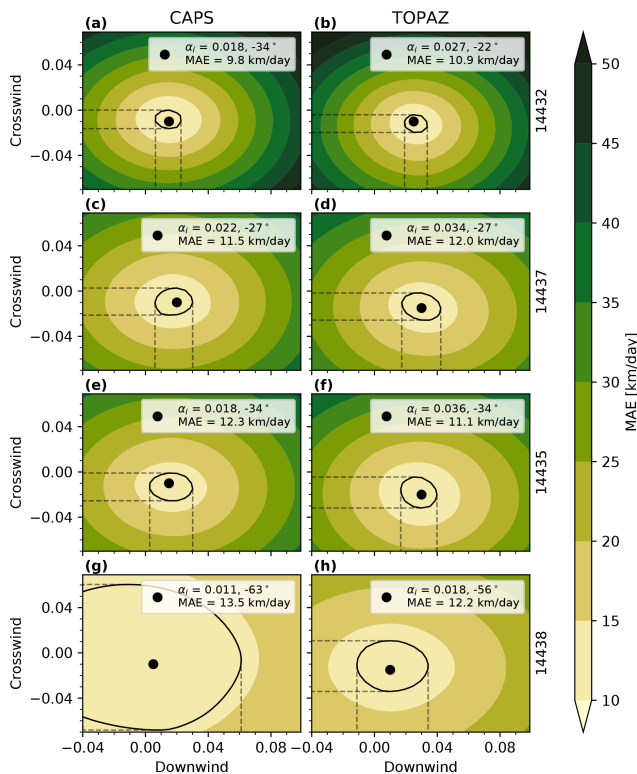 CAPS
TOPAZ
(a)
αᵢ = 0.018, -34°
MAE = 9.8 km/day
(b)
αᵢ = 0.027, -22°
MAE = 10.9 km/day
0.04
0.00
−0.04
Crosswind
14432
(c)
αᵢ = 0.022, -27°
MAE = 11.5 km/day
(d)
αᵢ = 0.034, -27°
MAE = 12.0 km/day
0.04
0.00
−0.04
Crosswind
14437
(e)
αᵢ = 0.018, -34°
MAE = 12.3 km/day
(f)
αᵢ = 0.036, -34°
MAE = 11.1 km/day
0.04
0.00
−0.04
Crosswind
14435
(g)
αᵢ = 0.011, -63°
MAE = 13.5 km/day
(h)
αᵢ = 0.018, -56°
MAE = 12.2 km/day
0.04
0.00
−0.04
Crosswind
14438
−0.04 0.00 0.04 0.08
Downwind
−0.04 0.00 0.04 0.08
Downwind
50
45
40
35
30
25
20
15
10
MAE [km/day]